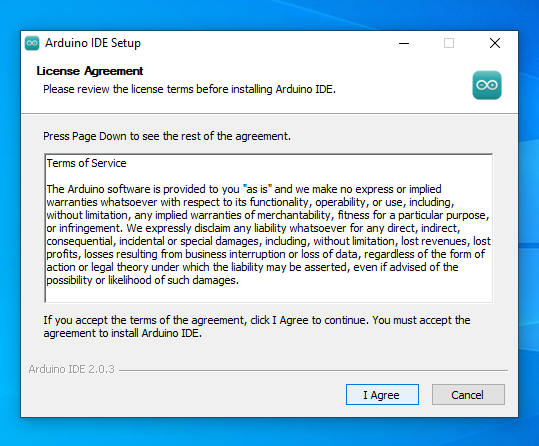 Arduino IDE Setup
License Agreement
Please review the license terms before installing Arduino IDE.
Press Page Down to see the rest of the agreement.
Terms of Service
The Arduino software is provided to you "as is" and we make no express or implied
warranties whatsoever with respect to its functionality, operability, or use, including,
without limitation, any implied warranties of merchantability, fitness for a particular purpose,
or infringement. We expressly disclaim any liability whatsoever for any direct, indirect,
consequential, incidental or special damages, including, without limitation, lost revenues, lost
profits, losses resulting from business interruption or loss of data, regardless of the form of
action or legal theory under which the liability may be asserted, even if advised of the
possibility or likelihood of such damages.
If you accept the terms of the agreement, click I Agree to continue. You must accept the
agreement to install Arduino IDE.
Arduino IDE 2.0.3
I Agree
Cancel